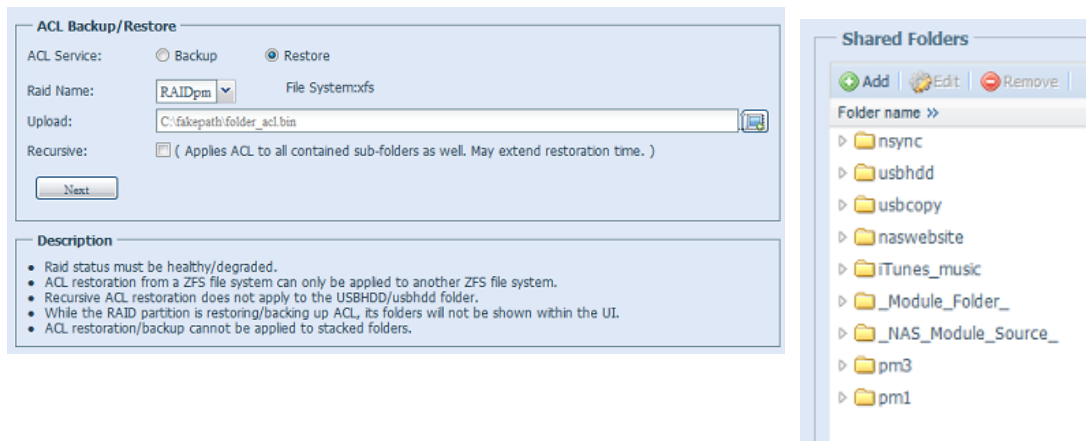 ACL Backup/Restore
ACL Service: Backup Restore
Raid Name: RAIDpm File System:xfs
Upload: C:\fakepath\folder_acl.bin
Recursive: ( Applies ACL to all contained sub-folders as well. May extend restoration time. )
Next
Description
• Raid status must be healthy/degraded.
• ACL restoration from a ZFS file system can only be applied to another ZFS file system.
• Recursive ACL restoration does not apply to the USBHDD/usbhdd folder.
• While the RAID partition is restoring/backing up ACL, its folders will not be shown within the UI.
• ACL restoration/backup cannot be applied to stacked folders.
Shared Folders
Add Edit Remove
Folder name »
nsync
usbhdd
usbcopy
naswebsite
iTunes_music
_Module_Folder_
_NAS_Module_Source_
pm3
pm1